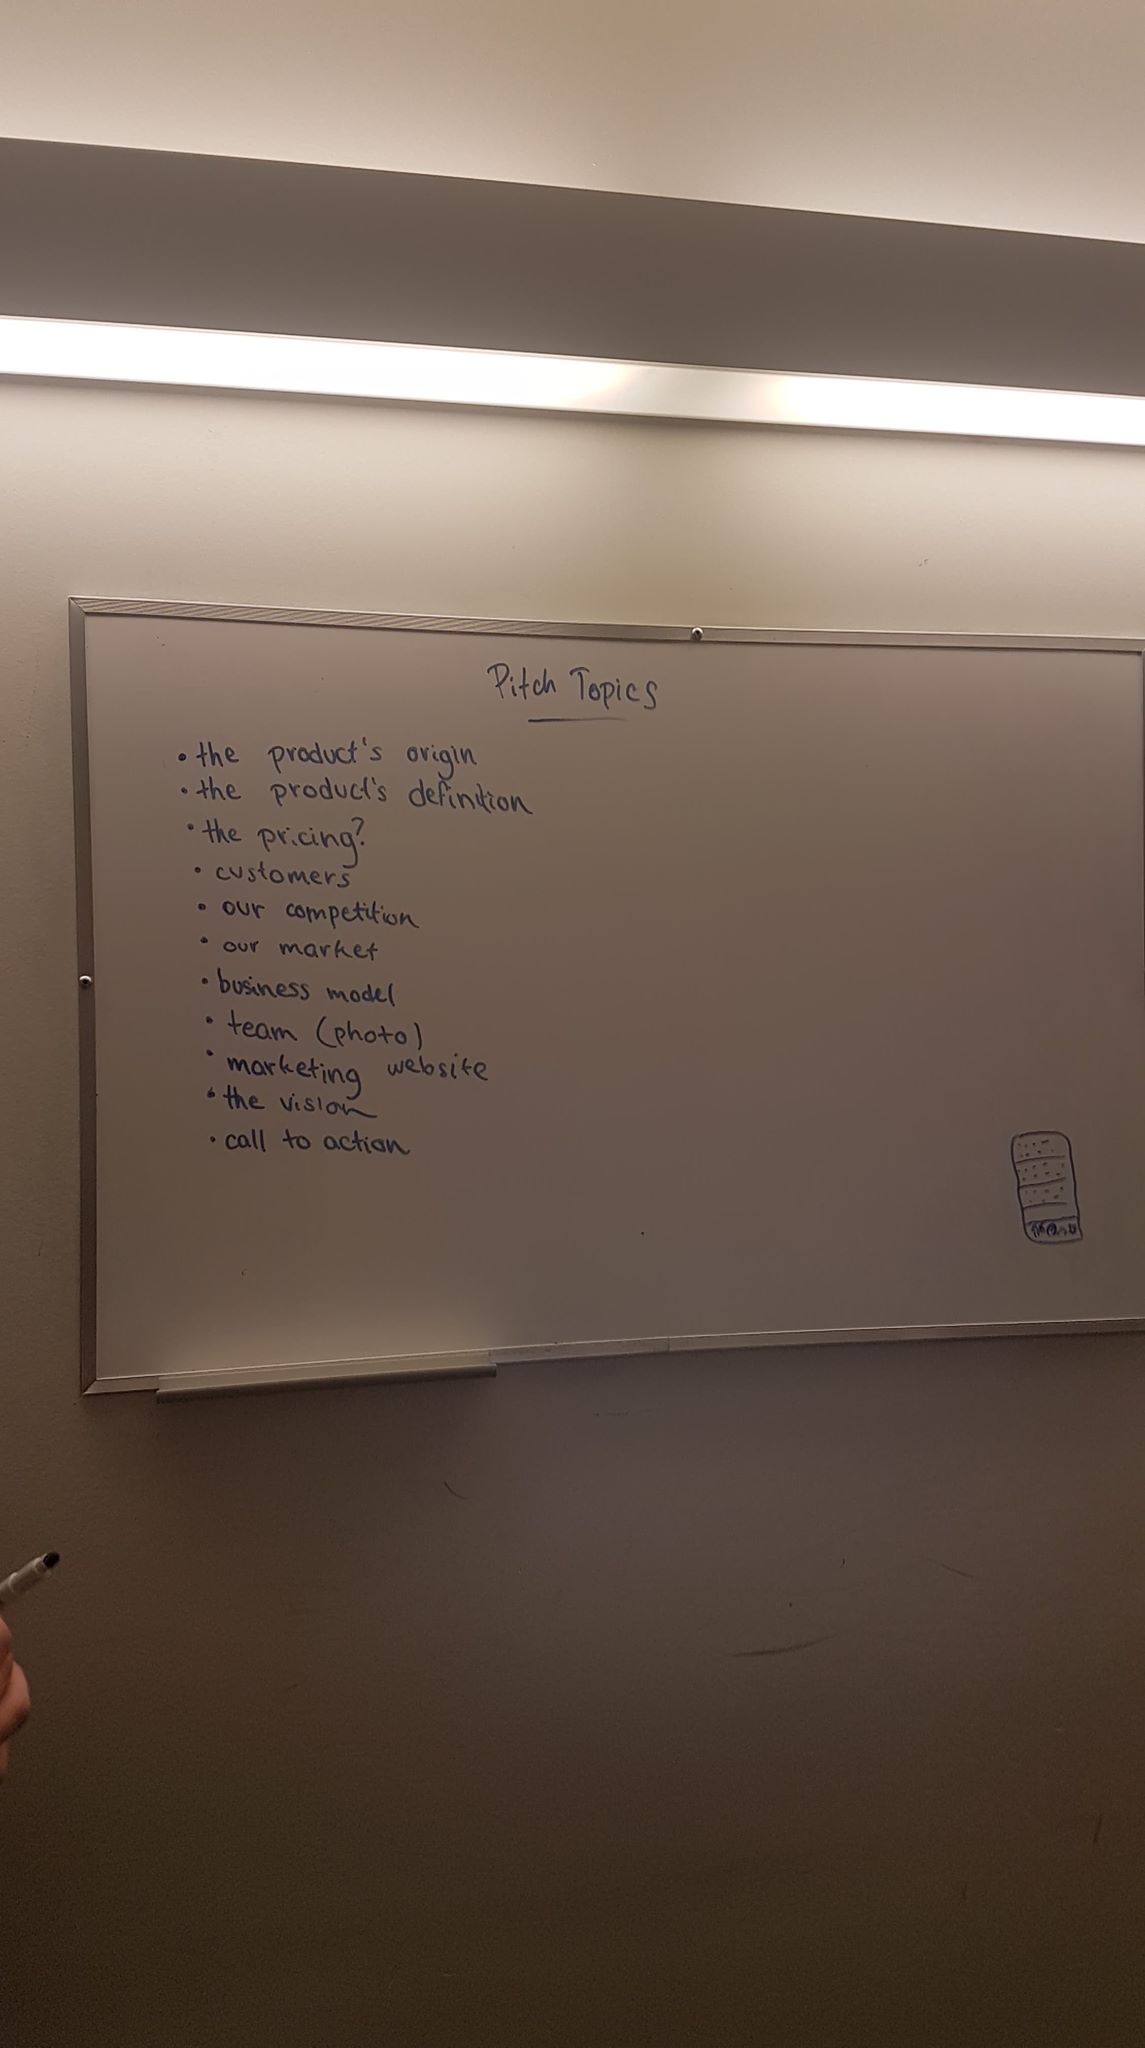 Pitch Topics
• the product's origin
• the product's definition
• the pricing?
• customers
• our competition
• our market
• business model
• team (photo)
• marketing website
• the vision
• call to action